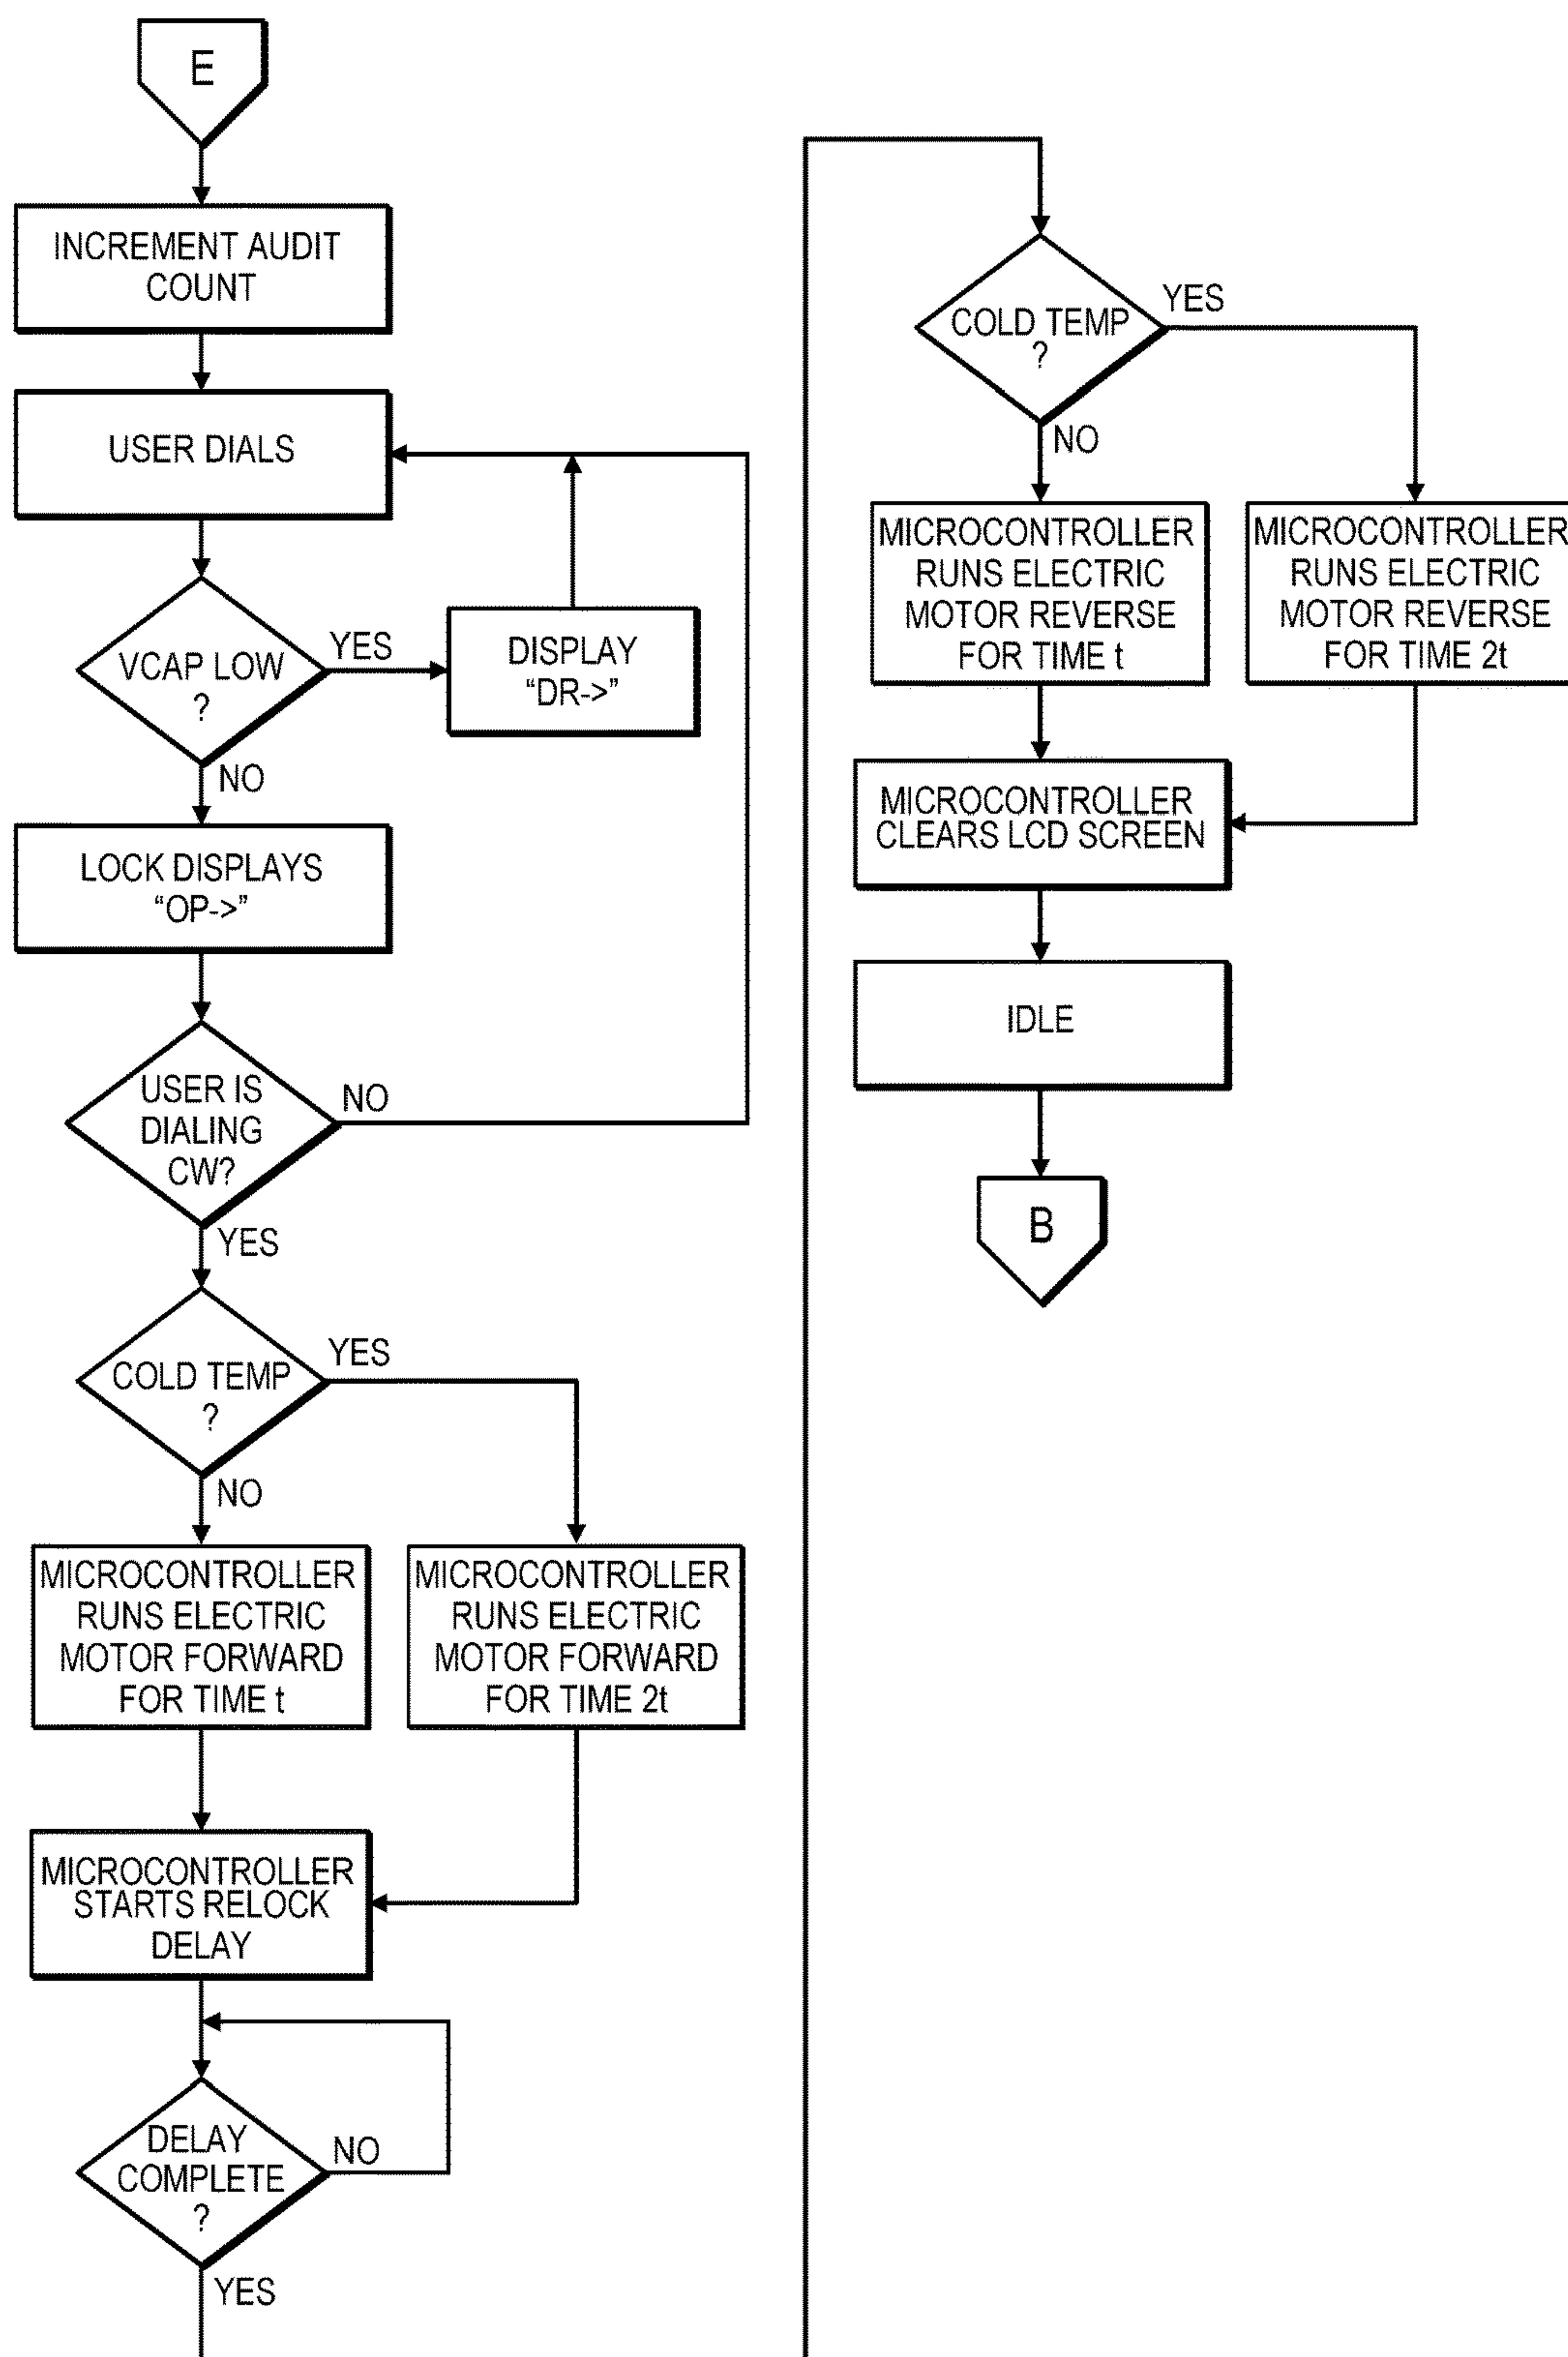 E
INCREMENT AUDIT
COUNT
USER DIALS
VCAP LOW
?
YES
NO
DISPLAY
“DR->”
LOCK DISPLAYS
“OP->”
USER IS
DIALING
CW?
NO
YES
COLD TEMP
?
YES
NO
MICROCONTROLLER
RUNS ELECTRIC
MOTOR FORWARD
FOR TIME t
MICROCONTROLLER
RUNS ELECTRIC
MOTOR FORWARD
FOR TIME 2t
MICROCONTROLLER
STARTS RELOCK
DELAY
DELAY
COMPLETE
?
NO
YES
COLD TEMP
?
YES
NO
MICROCONTROLLER
RUNS ELECTRIC
MOTOR REVERSE
FOR TIME t
MICROCONTROLLER
RUNS ELECTRIC
MOTOR REVERSE
FOR TIME 2t
MICROCONTROLLER
CLEARS LCD SCREEN
IDLE
B